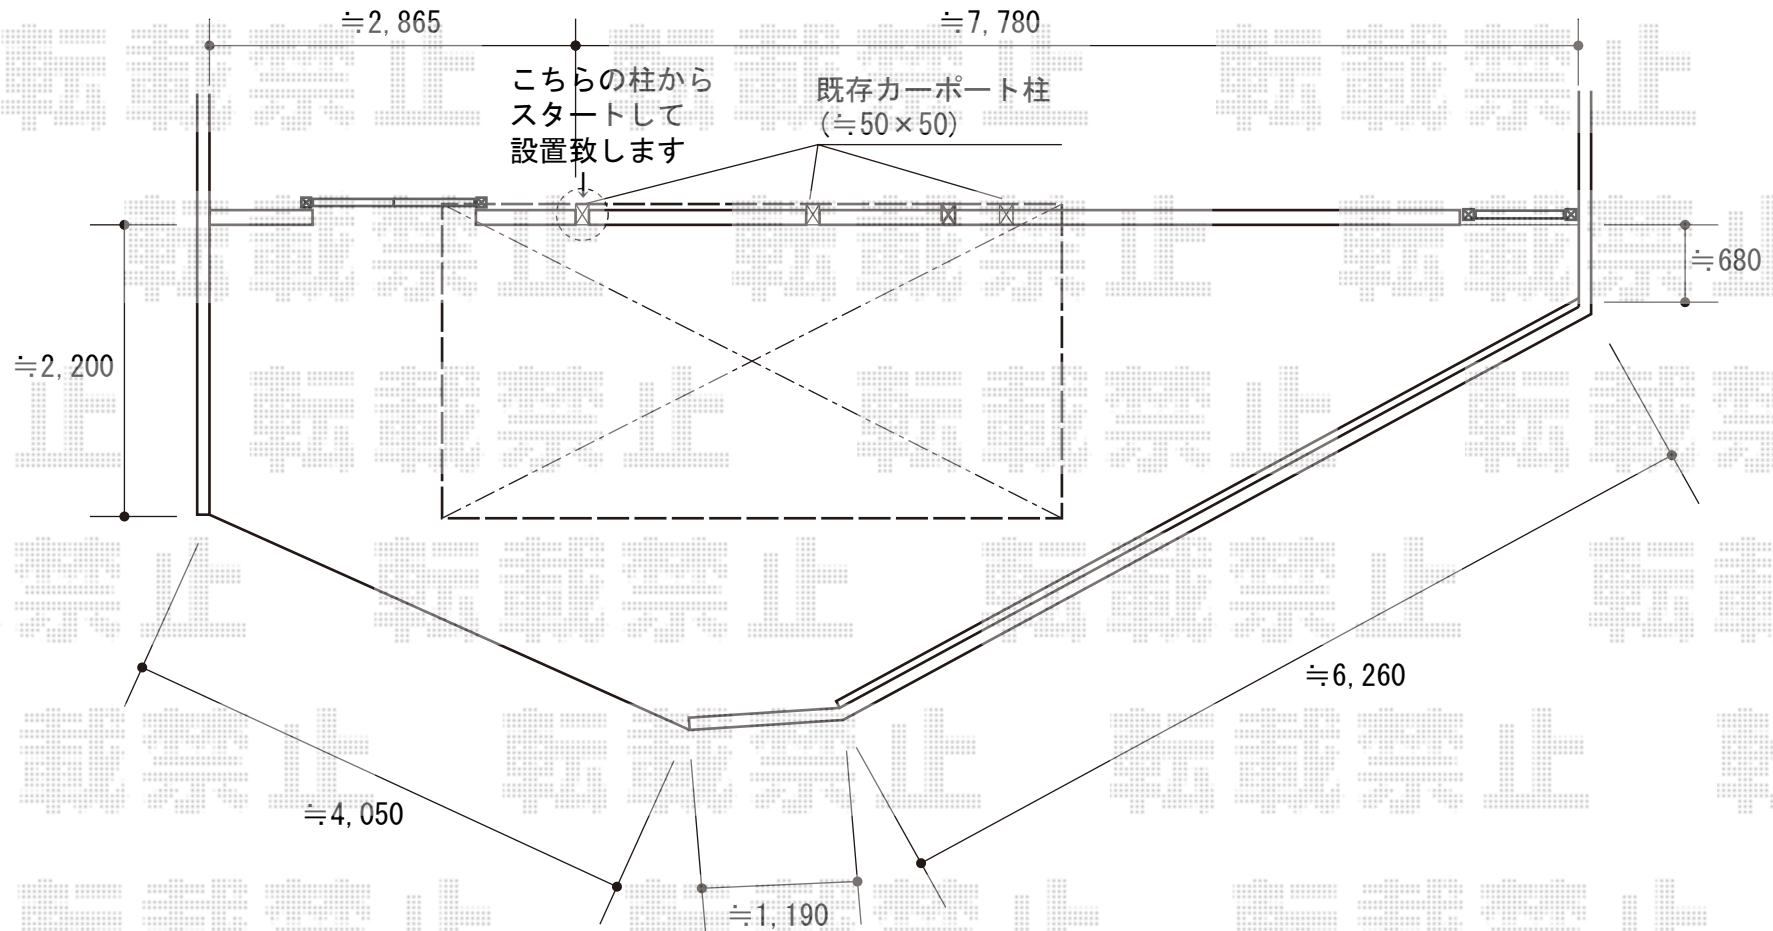 ≒2,865
≒7,780
こちらの柱から
スタートして
設置致します
既存カーポート柱
(≒50×50)
≒680
≒2,200
≒6,260
≒4,050
≒1,190
転載禁止